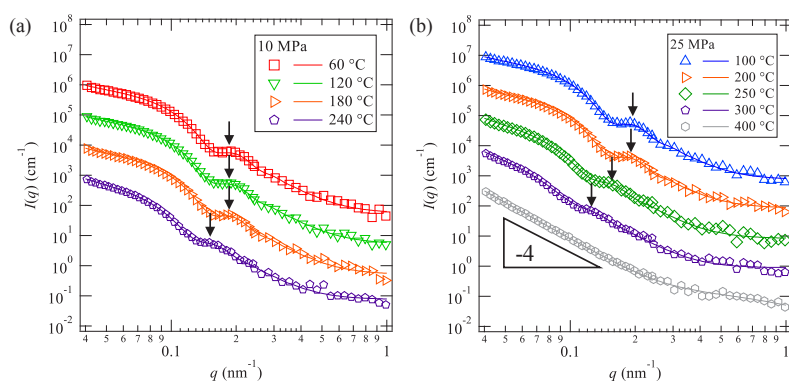 (a)
10 MPa
60 °C
120 °C
180 °C
240 °C
I(q) (cm⁻¹)
10⁸
10⁷
10⁶
10⁵
10⁴
10³
10²
10¹
10⁰
10⁻¹
10⁻²
4 5 6 7 8 9 0.1 2 3 4 5 6 7 8 9 1
q (nm⁻¹)
(b)
25 MPa
100 °C
200 °C
250 °C
300 °C
400 °C
I(q) (cm⁻¹)
10⁸
10⁷
10⁶
10⁵
10⁴
10³
10²
10¹
10⁰
10⁻¹
10⁻²
-4
4 5 6 7 8 9 0.1 2 3 4 5 6 7 8 9 1
q (nm⁻¹)